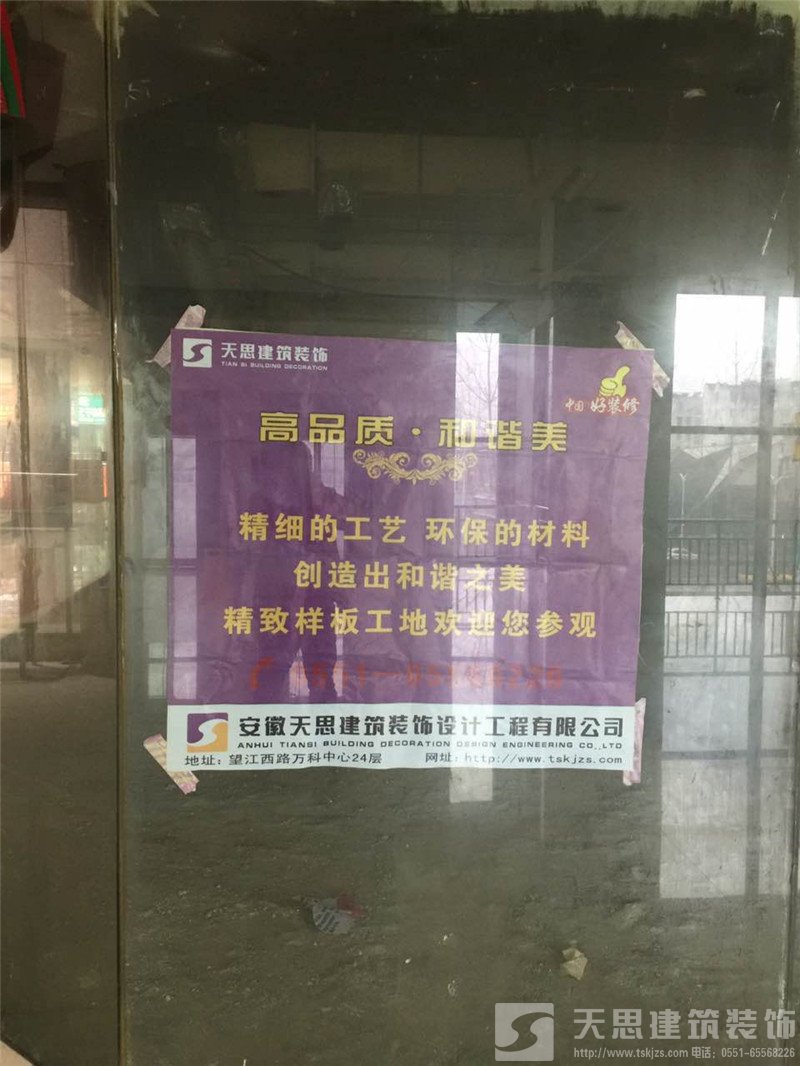 天思建筑装饰
TIAN SI BUILDING DECORATION
中国 好装修
高品质·和谐美
精细的工艺 环保的材料
创造出和谐之美
精致样板工地欢迎您参观
0551-65568226
安徽天思建筑装饰设计工程有限公司
ANHUI TIANSI BUILDING DECORATION DESIGN ENGINEERING CO.,LTD
地址：望江西路万科中心24层 网址：http://www.tskjzs.com
天思建筑装饰
http://www.tskjzs.com 电话：0551-65568226